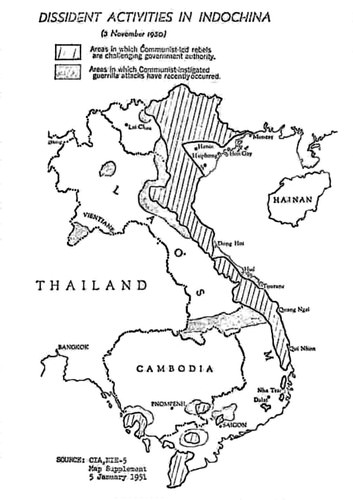 DISSIDENT ACTIVITIES IN INDOCHINA
(3 November 1950)
Areas in which Communist-led rebels
are challenging government authority.
Areas in which Communist-instigated
guerrilla attacks have recently occurred.
Lai Chau
Moncay
Hanoi
Haiphong
Hon Gay
HAINAN
L
VIENTIANE
A
Dong Hoi
O
THAILAND
Hué
Tourane
S
Quang Ngai
BANGKOK
M
Qui Nhon
CAMBODIA
Nha Trang
PNOMPENH
Dalat
SAIGON
SOURCE: CIA, NIE-5
Map Supplement
5 January 1951